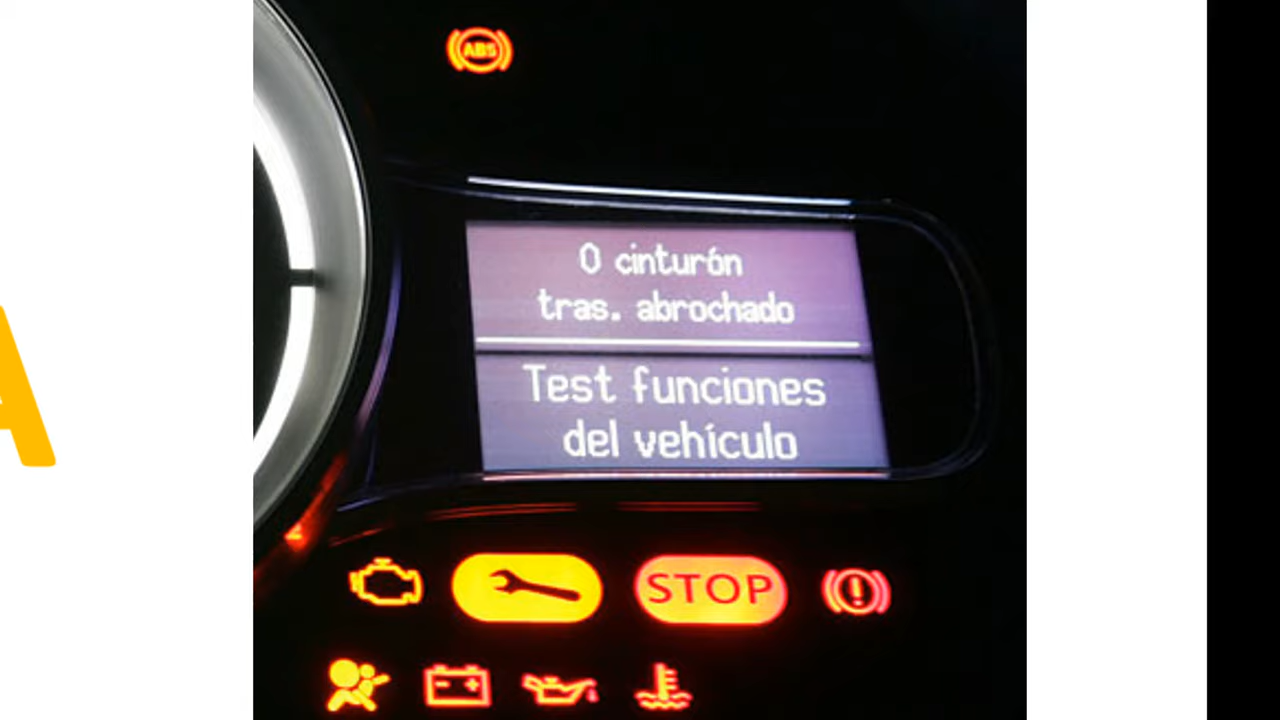 ABS
0 cinturón
tras. abrochado
Test funciones
del vehículo
STOP
A